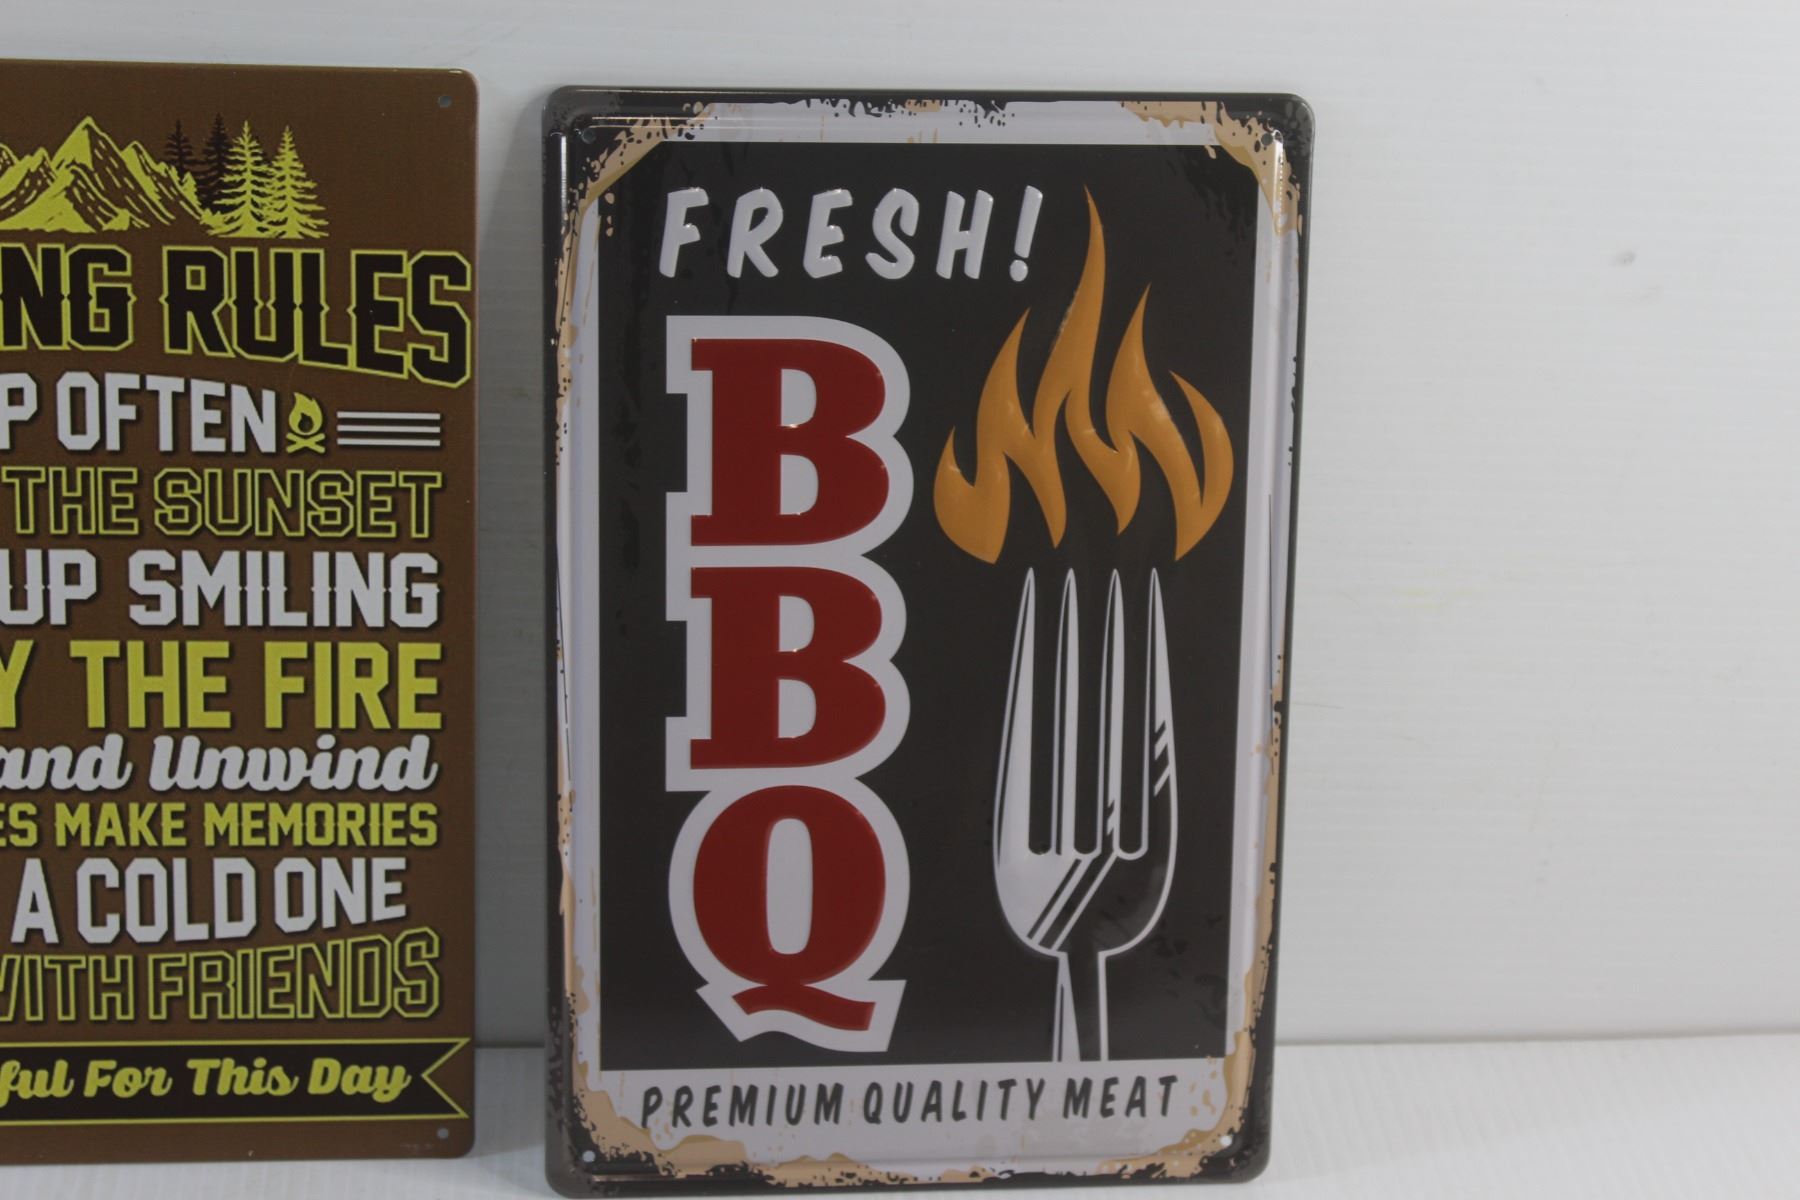 NG RULES
P OFTEN
THE SUNSET
UP SMILING
Y THE FIRE
and Unwind
ES MAKE MEMORIES
A COLD ONE
WITH FRIENDS
ful For This Day
FRESH!
B
B
Q
PREMIUM QUALITY MEAT